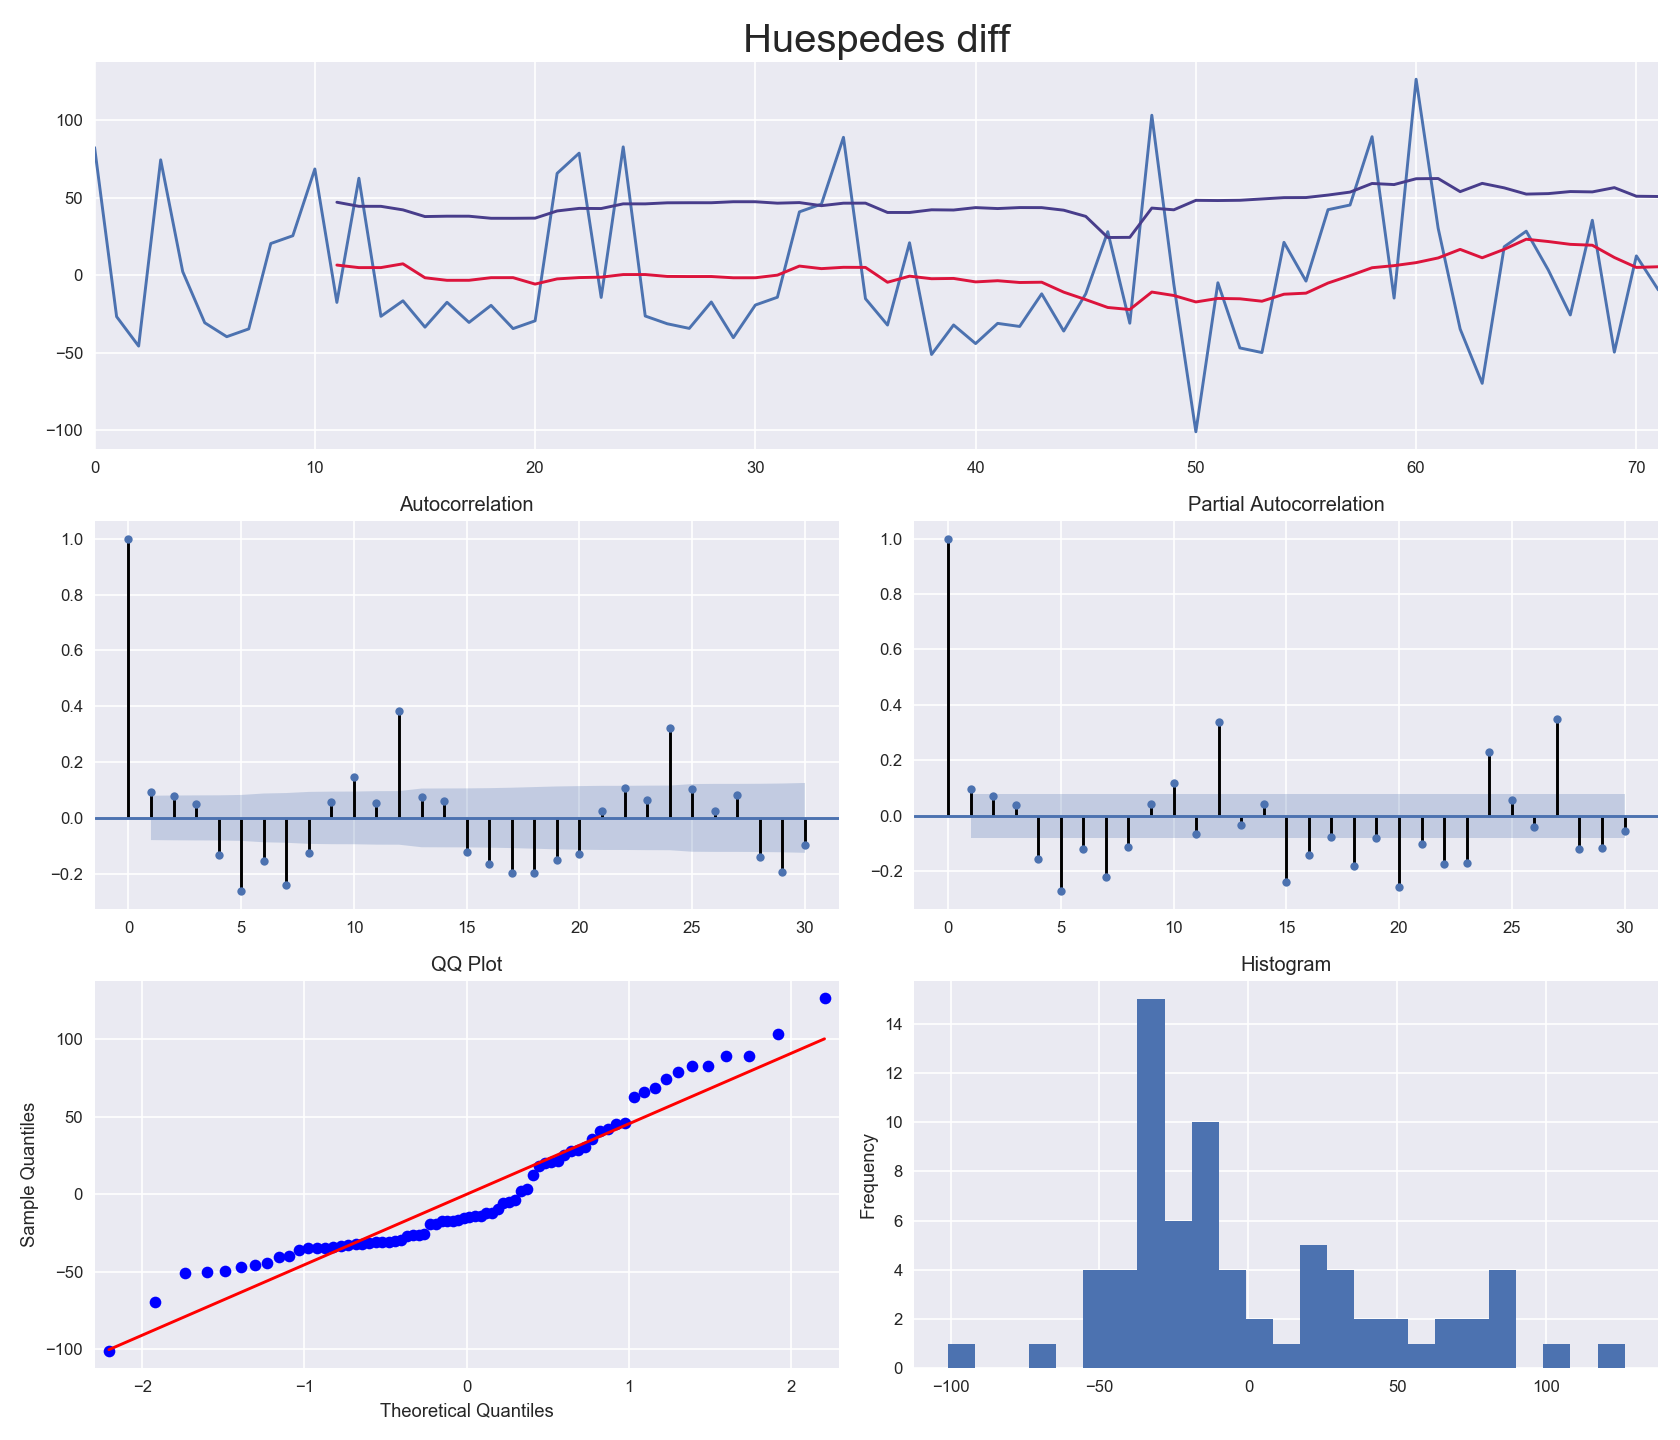 Huespedes diff
100
50
0
−50
−100
0 10 20 30 40 50 60 70
Autocorrelation
1.0
0.8
0.6
0.4
0.2
0.0
−0.2
0 5 10 15 20 25 30
Partial Autocorrelation
1.0
0.8
0.6
0.4
0.2
0.0
−0.2
0 5 10 15 20 25 30
QQ Plot
Sample Quantiles
100
50
0
−50
−100
−2 −1 0 1 2
Theoretical Quantiles
Histogram
Frequency
14
12
10
8
6
4
2
0
−100 −50 0 50 100